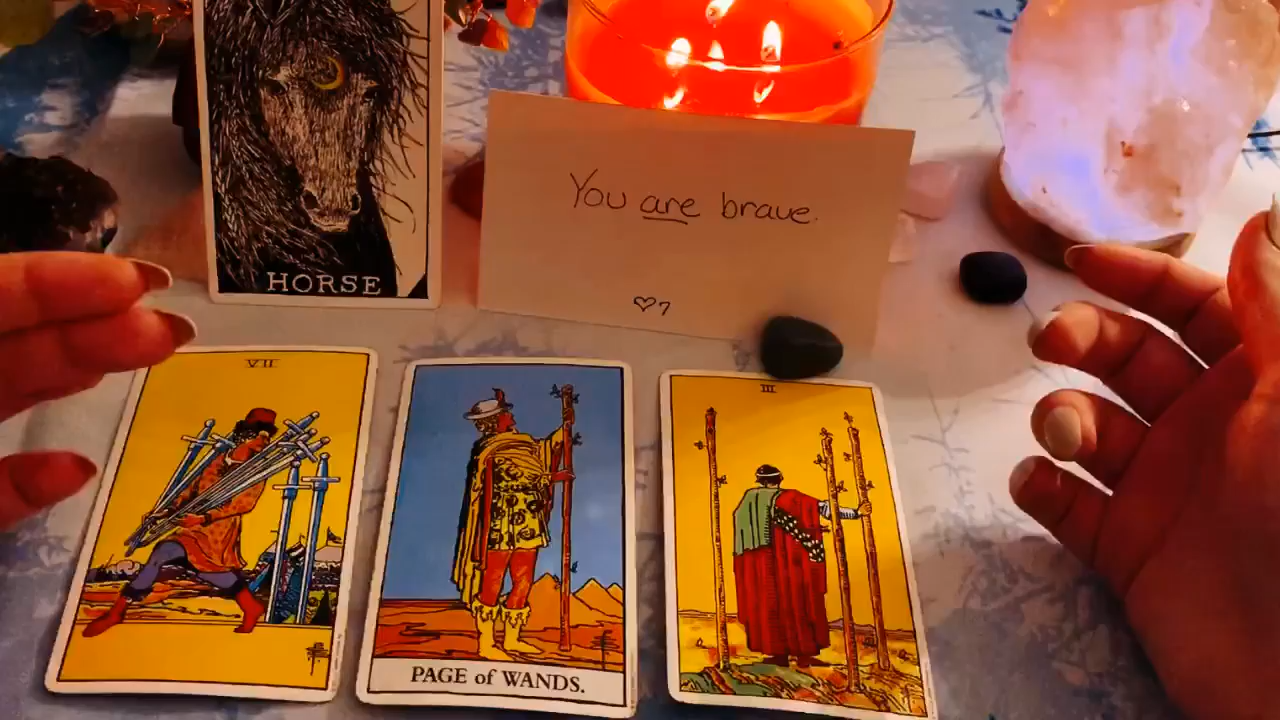 HORSE
You are brave.
♡7
VII
PAGE of WANDS.
III